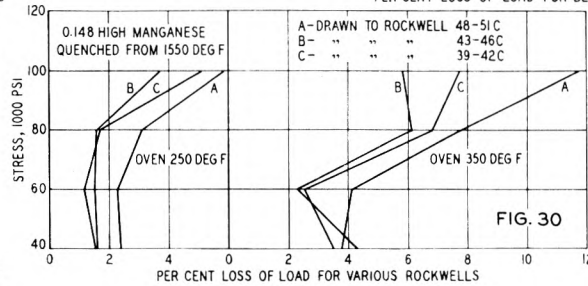 PER CENT LOSS OF LOAD FOR DE
0.148 HIGH MANGANESE
QUENCHED FROM 1550 DEG F
A-DRAWN TO ROCKWELL 48-51C
B- " " " 43-46C
C- " " " 39-42C
120
100
80
60
40
STRESS, 1000 PSI
B C A
B C A
OVEN 250 DEG F
OVEN 350 DEG F
FIG. 30
0 2 4 6 0 2 4 6 8 10 12
PER CENT LOSS OF LOAD FOR VARIOUS ROCKWELLS